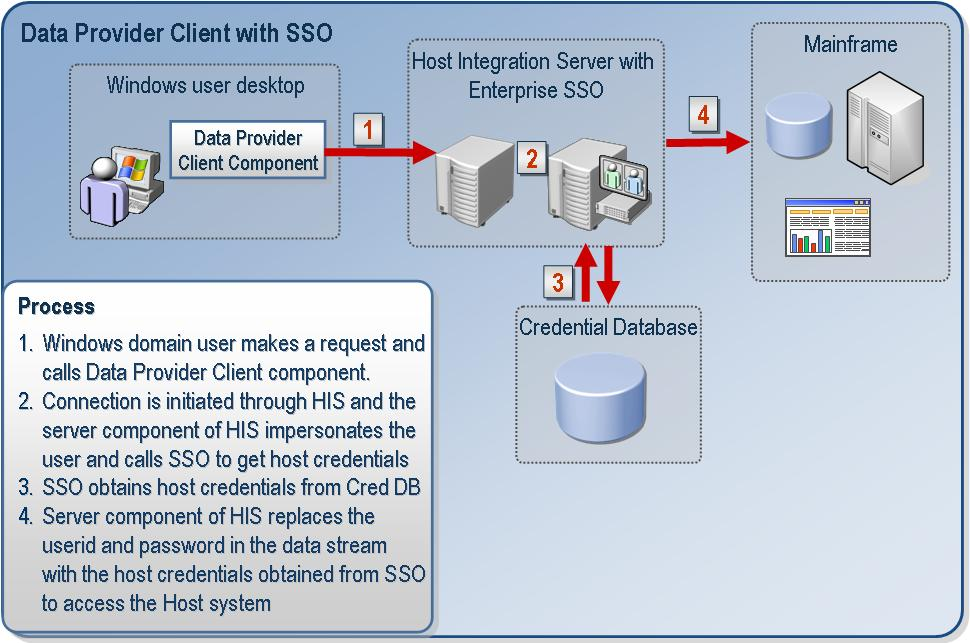 Data Provider Client with SSO
Windows user desktop
Data Provider
Client Component
1
Host Integration Server with
Enterprise SSO
2
4
Mainframe
3
Credential Database
Process
1. Windows domain user makes a request and
calls Data Provider Client component.
2. Connection is initiated through HIS and the
server component of HIS impersonates the
user and calls SSO to get host credentials
3. SSO obtains host credentials from Cred DB
4. Server component of HIS replaces the
userid and password in the data stream
with the host credentials obtained from SSO
to access the Host system